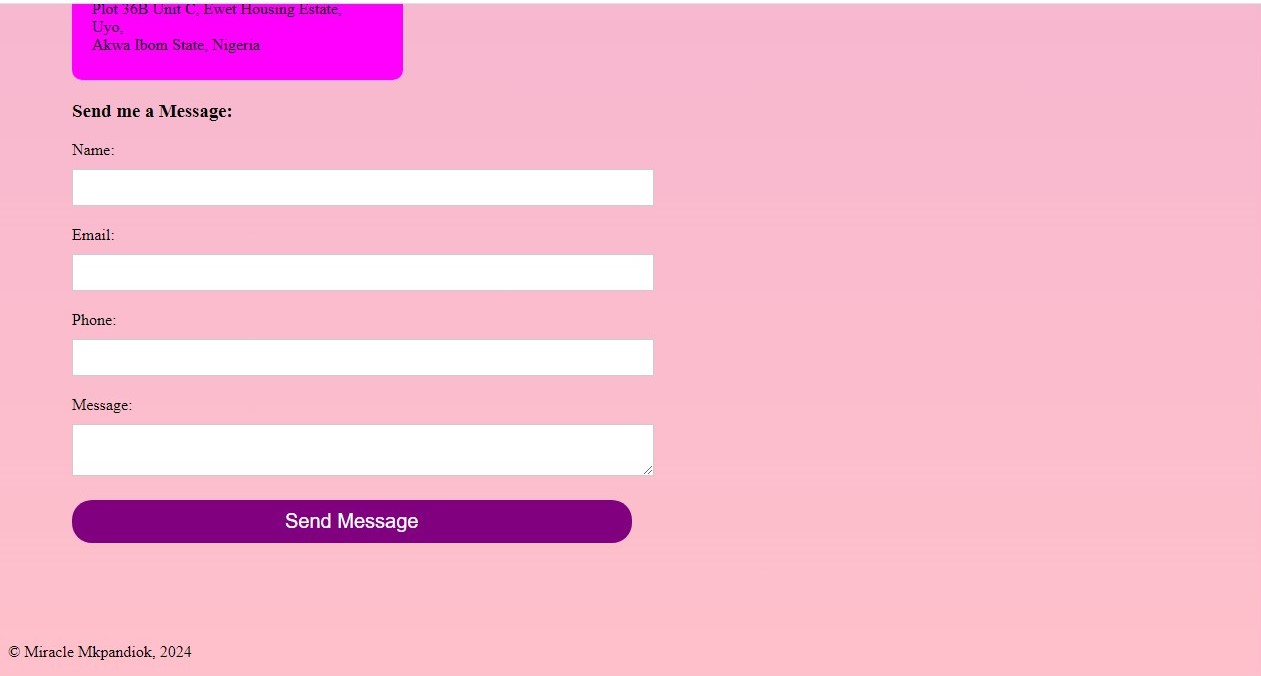 Plot 36B Unit C, Ewet Housing Estate,
Uyo,
Akwa Ibom State, Nigeria
Send me a Message:
Name:
Email:
Phone:
Message:
Send Message
© Miracle Mkpandiok, 2024